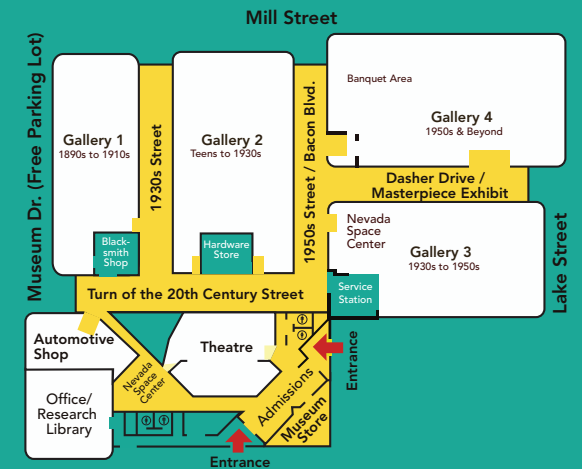 Mill Street
Museum Dr. (Free Parking Lot)
Gallery 1
1890s to 1910s
Black-
smith
Shop
1930s Street
Gallery 2
Teens to 1930s
Hardware
Store
1950s Street / Bacon Blvd.
Banquet Area
Gallery 4
1950s & Beyond
Dasher Drive /
Masterpiece Exhibit
Nevada
Space
Center
Gallery 3
1930s to 1950s
Service
Station
Lake Street
Turn of the 20th Century Street
Automotive
Shop
Nevada
Space
Center
Theatre
Office/
Research
Library
Admissions
Museum
Store
Entrance
Entrance